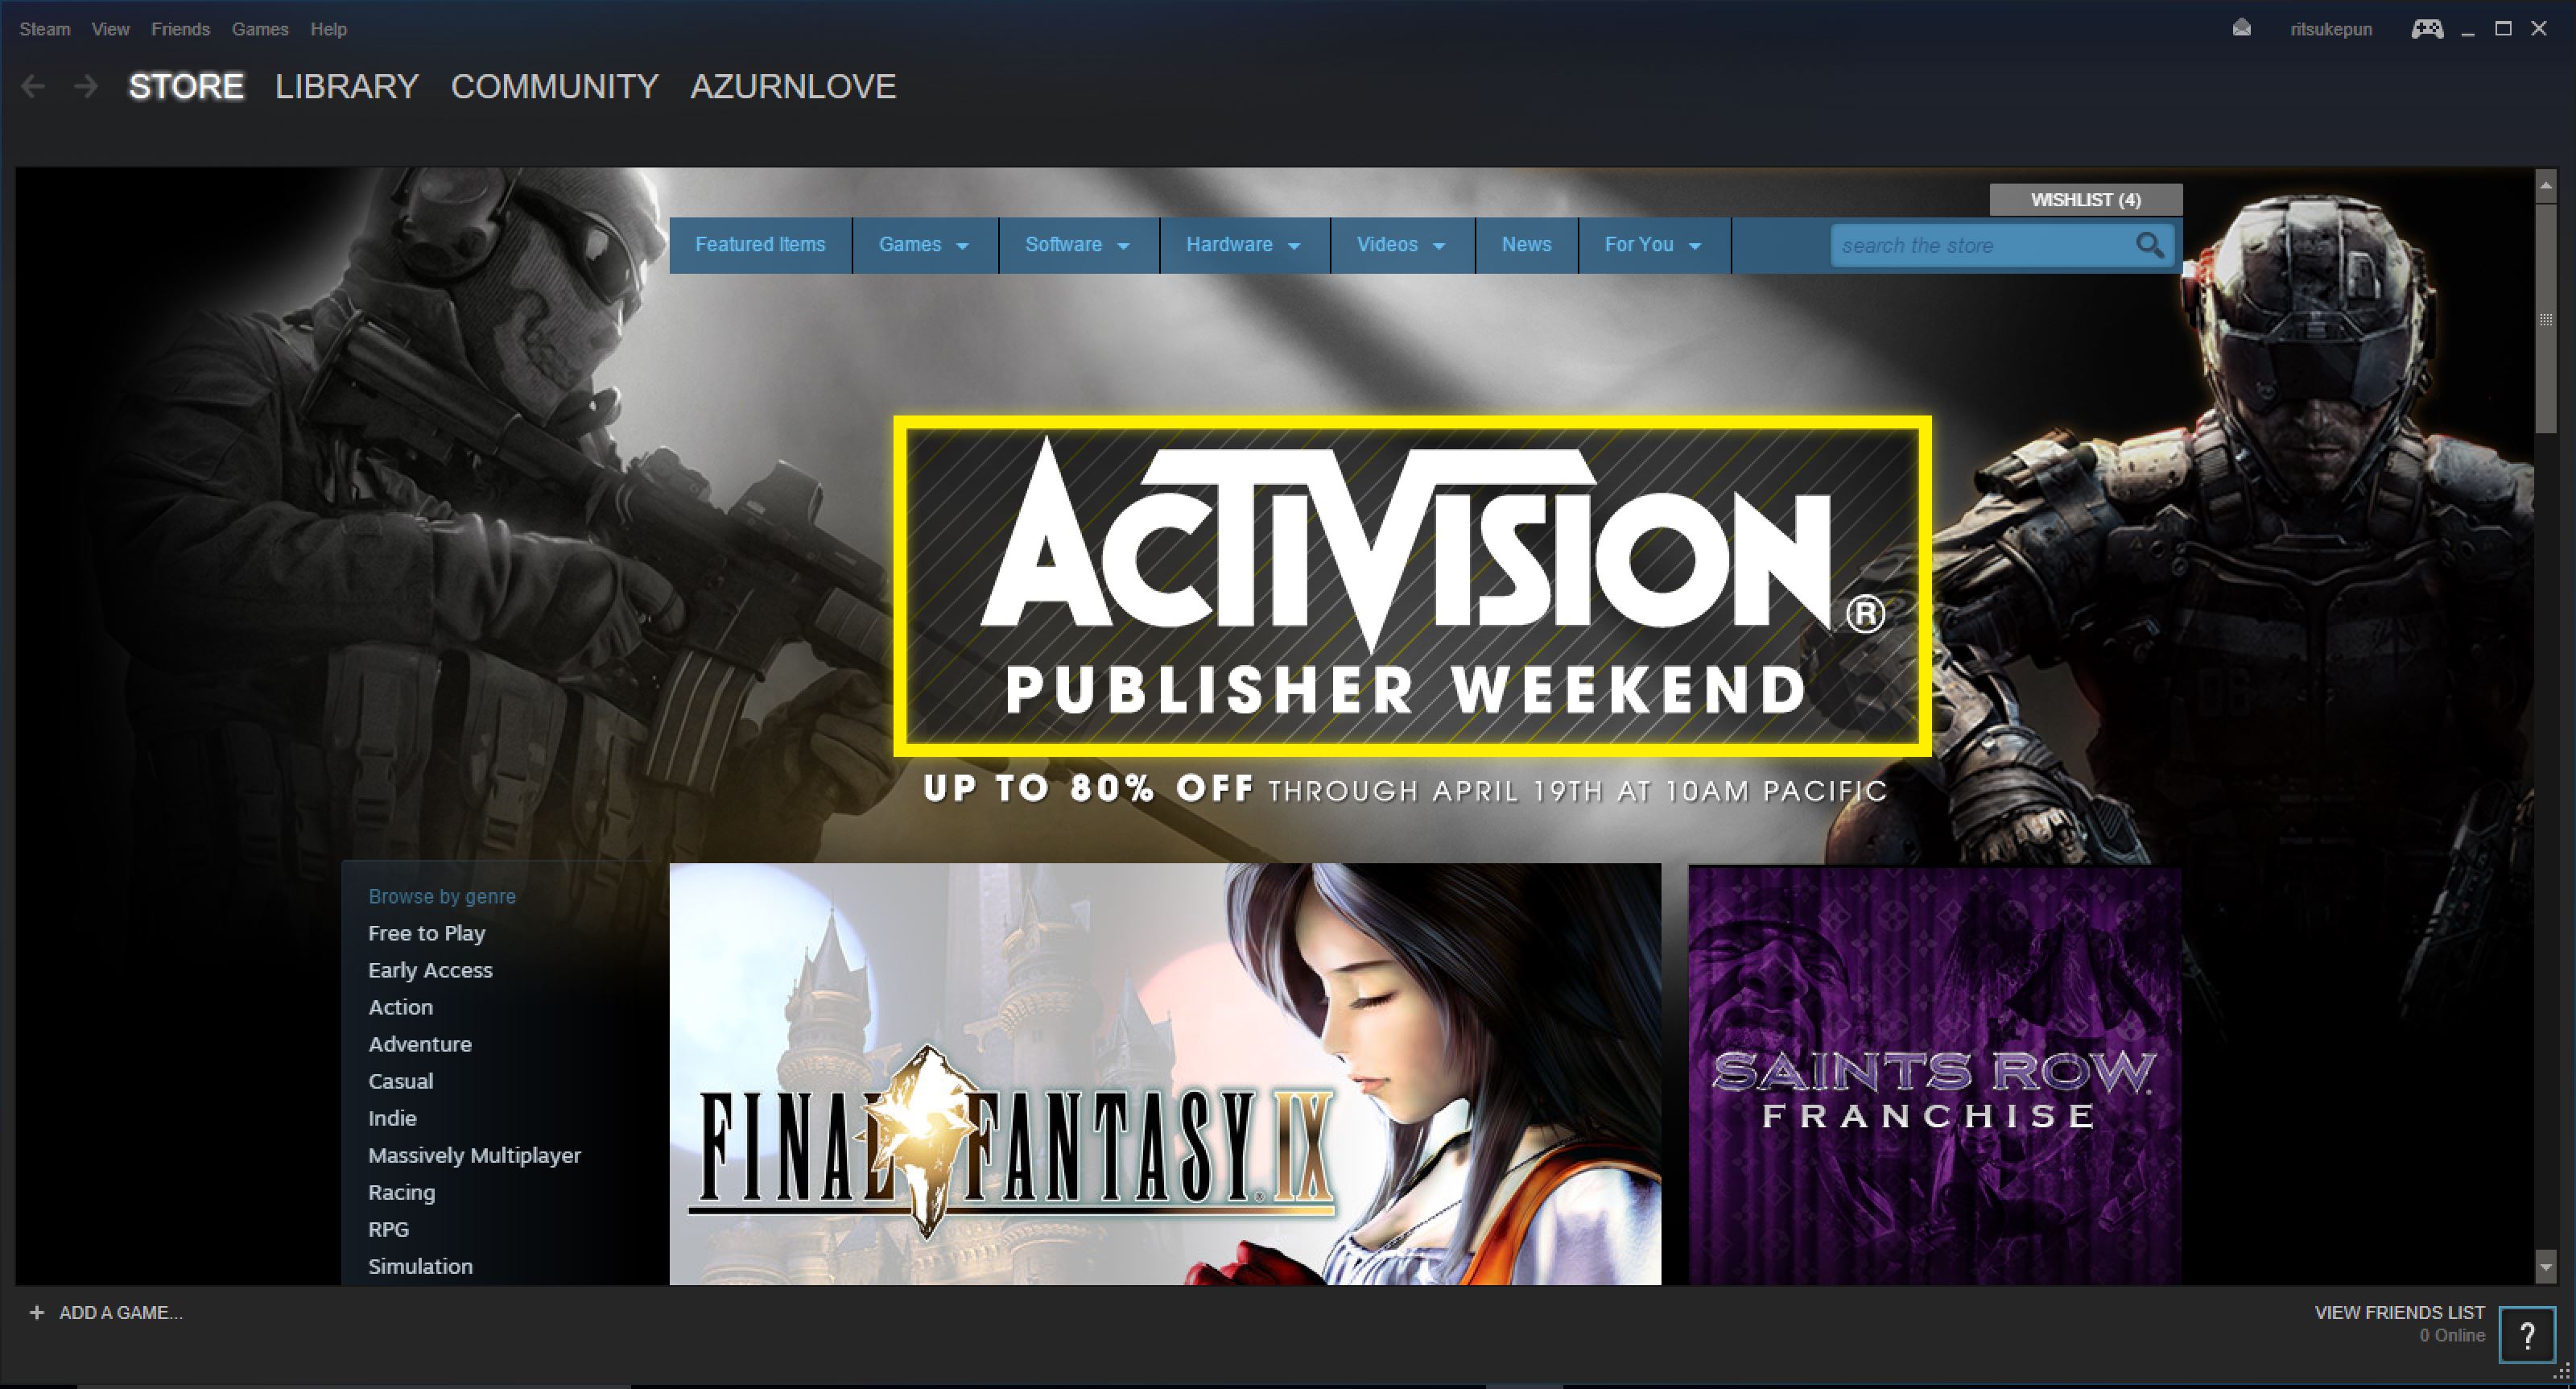 Steam View Friends Games Help
ritsukepun
STORE LIBRARY COMMUNITY AZURNLOVE
WISHLIST (4)
Featured Items Games Software Hardware Videos News For You search the store
ACTIVISION®
PUBLISHER WEEKEND
UP TO 80% OFF THROUGH APRIL 19TH AT 10AM PACIFIC
Browse by genre
Free to Play
Early Access
Action
Adventure
Casual
Indie
Massively Multiplayer
Racing
RPG
Simulation
FINAL FANTASY® IX
SAINTS ROW
FRANCHISE
+ ADD A GAME...
VIEW FRIENDS LIST
0 Online
?